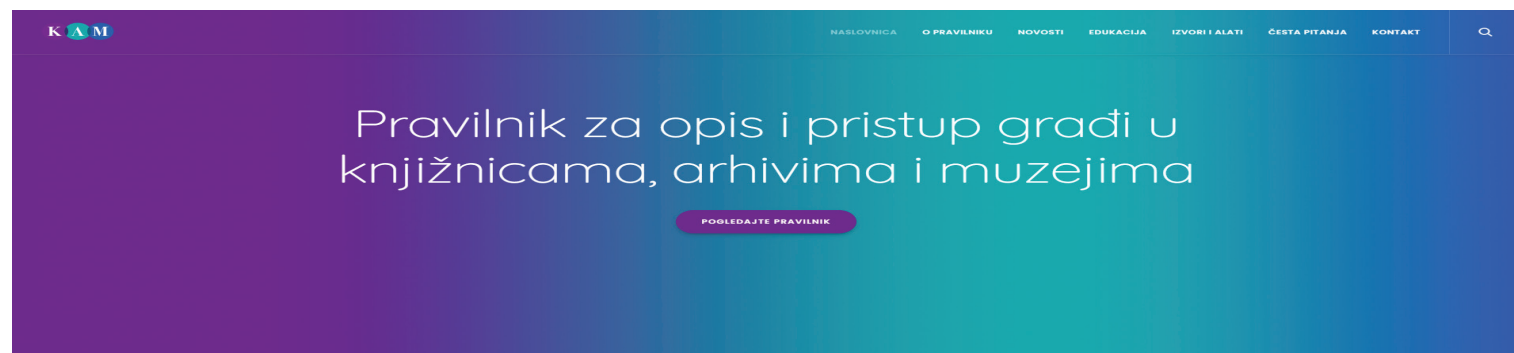 K A M
NASLOVNICA O PRAVILNIKU NOVOSTI EDUKACIJA IZVORI I ALATI ČESTA PITANJA KONTAKT
Pravilnik za opis i pristup građi u
knjižnicama, arhivima i muzejima
POGLEDAJTE PRAVILNIK